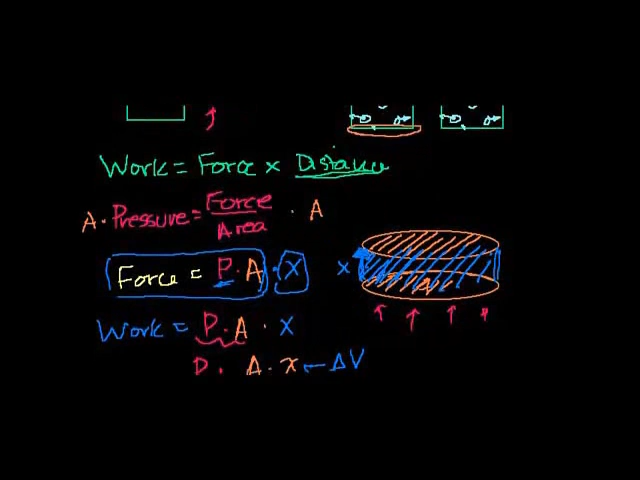 Work = Force x Distance
A · Pressure = Force / Area · A
Force = P · A · x
x
A
Work = P · A · x
P · A · x ← ΔV